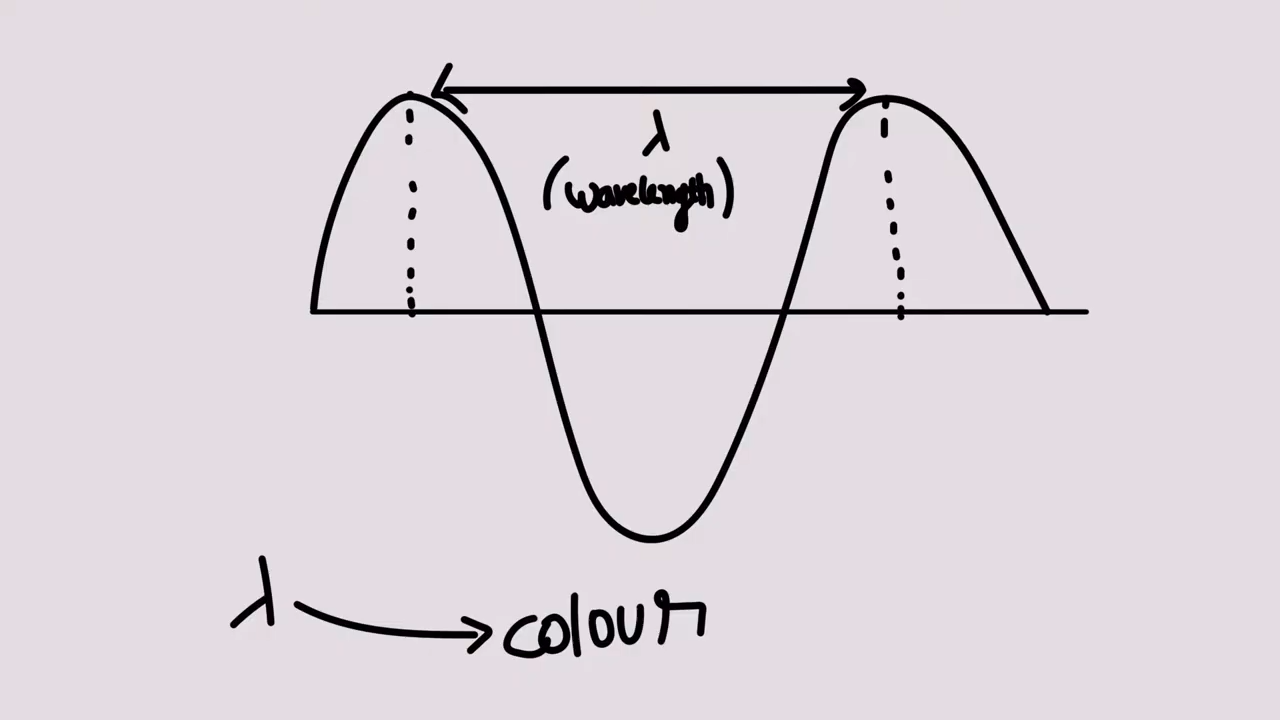 λ
(wavelength)
λ → colour